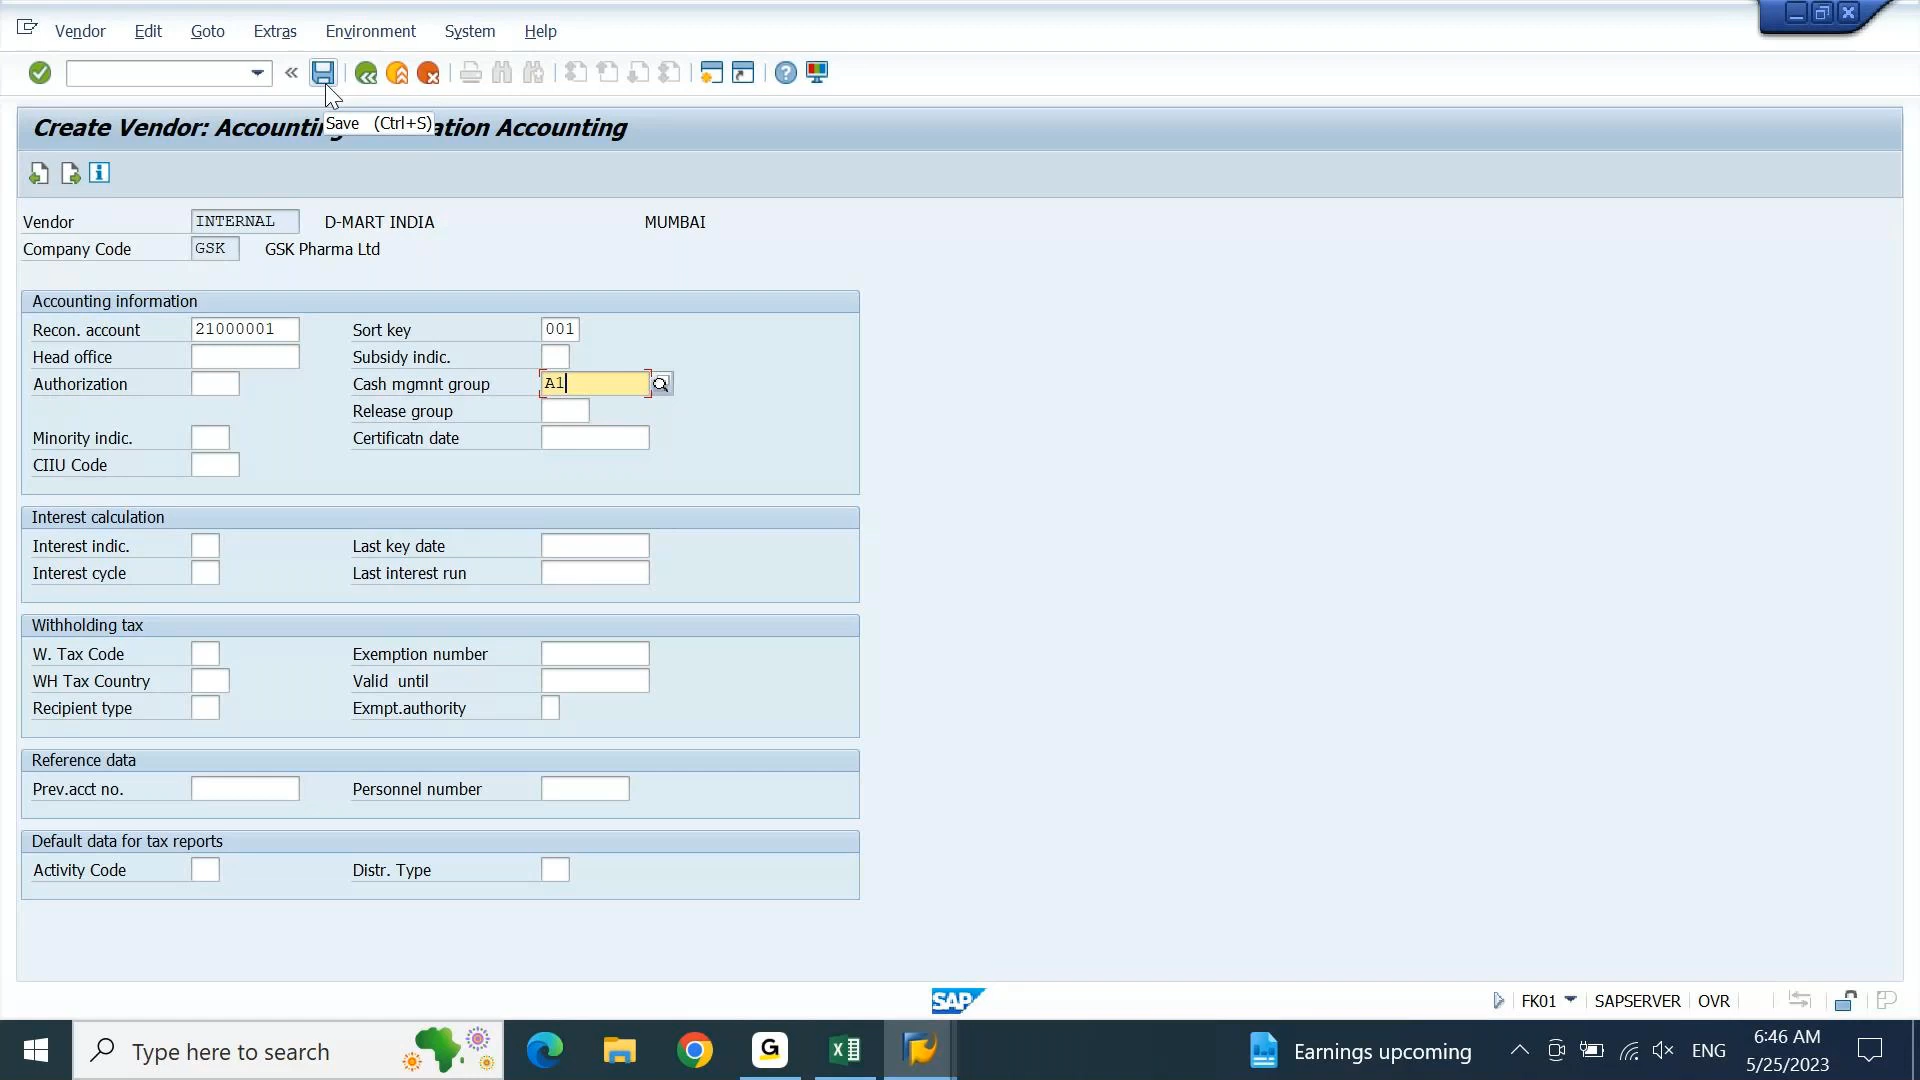 Vendor Edit Goto Extras Environment System Help
Save (Ctrl+S)
Create Vendor: Accounting ation Accounting
Vendor INTERNAL D-MART INDIA MUMBAI
Company Code GSK GSK Pharma Ltd
Accounting information
Recon. account 21000001 Sort key 001
Head office Subsidy indic.
Authorization Cash mgmnt group A1
Release group
Minority indic. Certificatn date
CIIU Code
Interest calculation
Interest indic. Last key date
Interest cycle Last interest run
Withholding tax
W. Tax Code Exemption number
WH Tax Country Valid until
Recipient type Exmpt.authority
Reference data
Prev.acct no. Personnel number
Default data for tax reports
Activity Code Distr. Type
SAP FK01 SAPSERVER OVR
Type here to search Earnings upcoming ENG 6:46 AM
5/25/2023